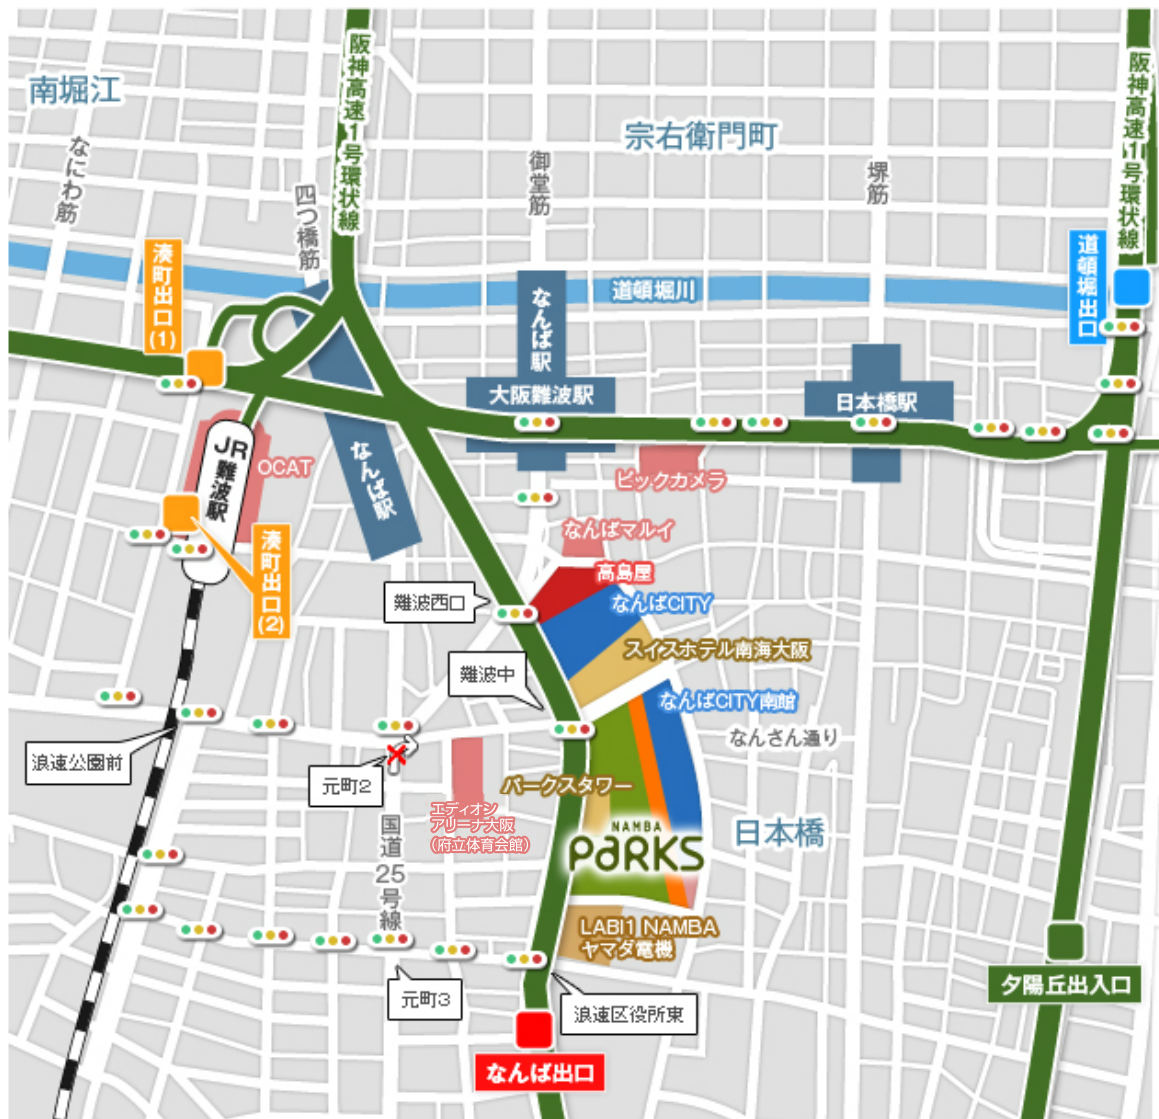 阪神高速1号環状線
阪神高速1号環状線
南堀江
宗右衛門町
なにわ筋
四つ橋筋
御堂筋
堺筋
湊町出口(1)
道頓堀出口
道頓堀川
なんば駅
大阪難波駅
日本橋駅
JR
難波駅
OCAT
なんば駅
ビックカメラ
なんばマルイ
湊町出口(2)
高島屋
難波西口
なんばCITY
スイスホテル南海大阪
難波中
なんばCITY南館
なんさん通り
浪速公園前
元町2
パークスタワー
エディオン
アリーナ大阪
(府立体育会館)
NAMBA
PARKS
日本橋
国道25号線
LABI1 NAMBA
ヤマダ電機
元町3
浪速区役所東
夕陽丘出入口
なんば出口